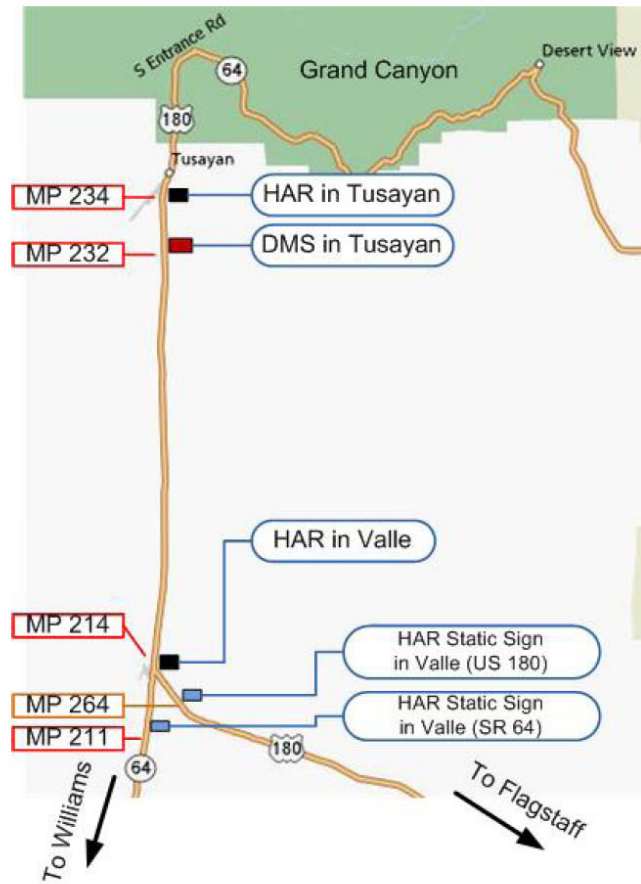 S Entrance Rd
64
Grand Canyon
Desert View
180
Tusayan
MP 234
HAR in Tusayan
MP 232
DMS in Tusayan
HAR in Valle
MP 214
HAR Static Sign
in Valle (US 180)
MP 264
HAR Static Sign
in Valle (SR 64)
MP 211
180
64
To Williams
To Flagstaff